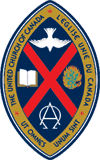 THE UNITED CHURCH OF CANADA
L'ÉGLISE UNIE DU CANADA
UT OMNES
UNUM SINT
Α Ω